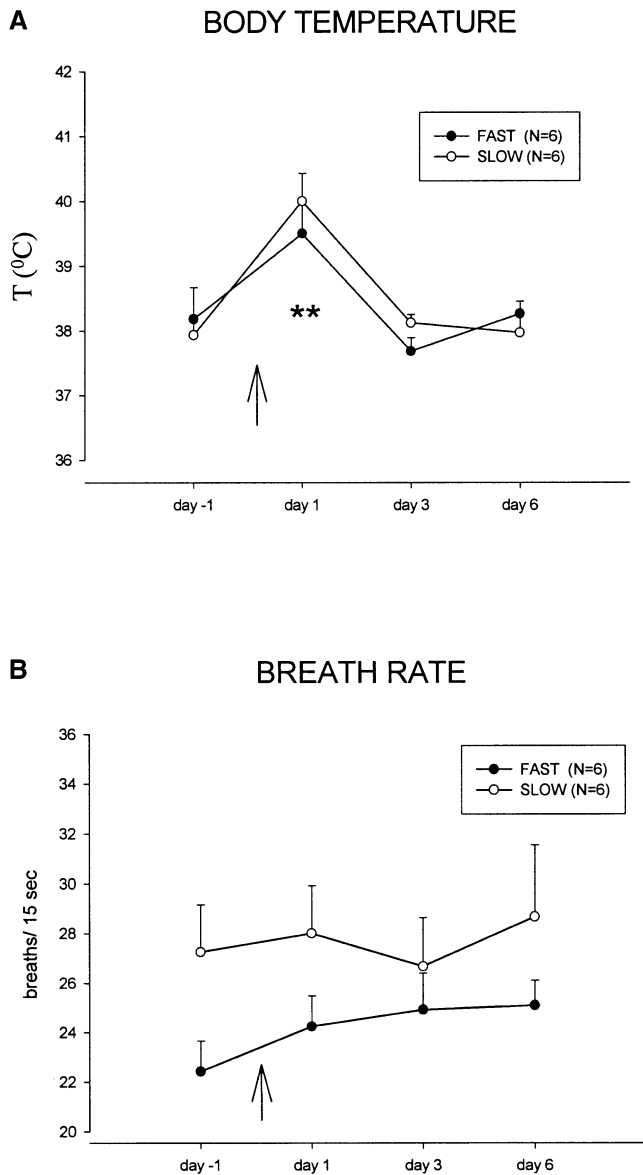 A
BODY TEMPERATURE
42
41
40
39
38
37
36
T (⁰C)
FAST (N=6)
SLOW (N=6)
**
day -1 day 1 day 3 day 6
B
BREATH RATE
36
34
32
30
28
26
24
22
20
breaths/ 15 sec
FAST (N=6)
SLOW (N=6)
day -1 day 1 day 3 day 6